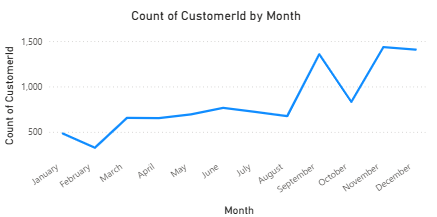 Count of CustomerId by Month
Count of CustomerId
1,500
1,000
500
January
February
March
April
May
June
July
August
September
October
November
December
Month